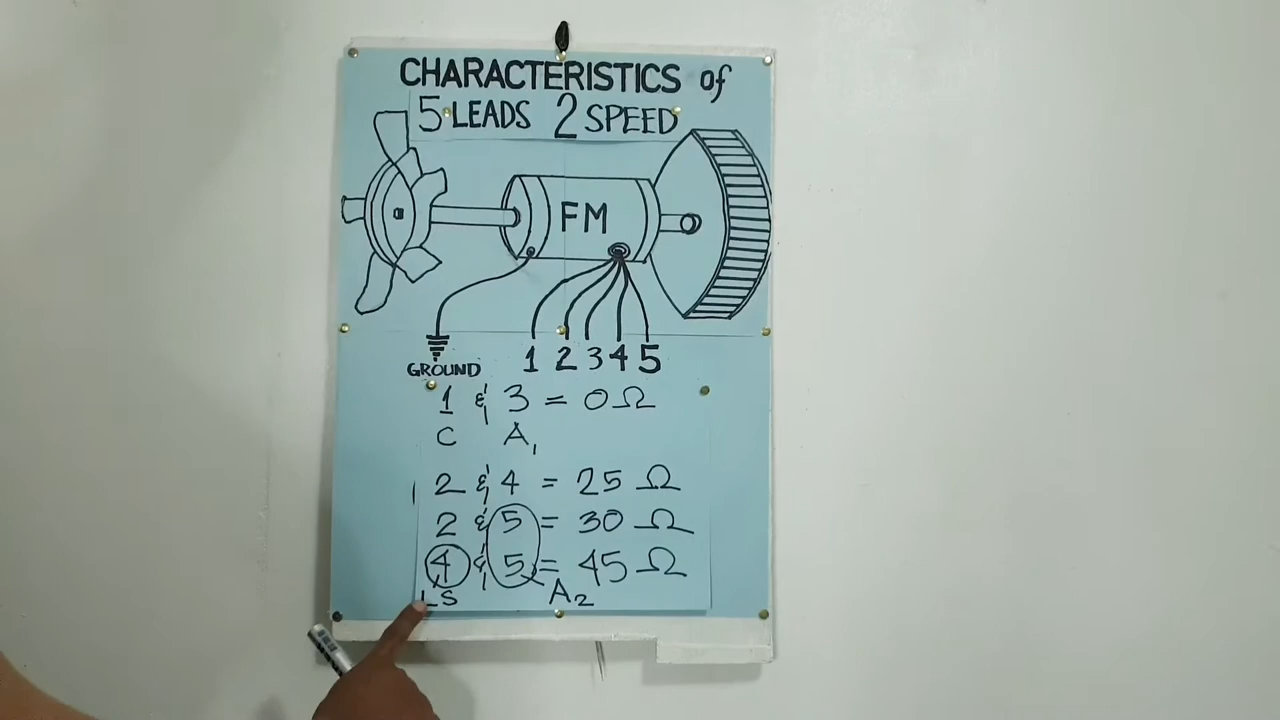 CHARACTERISTICS of
5 LEADS 2 SPEED
FM
GROUND 1 2 3 4 5
1 & 3 = 0 Ω
C A1
2 & 4 = 25 Ω
2 & 5 = 30 Ω
4 & 5 = 45 Ω
LS A2